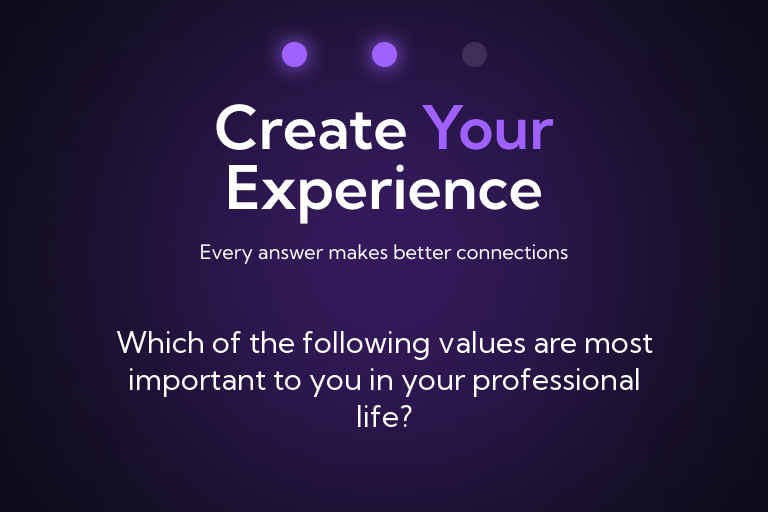 Create Your
Experience
Every answer makes better connections
Which of the following values are most
important to you in your professional
life?